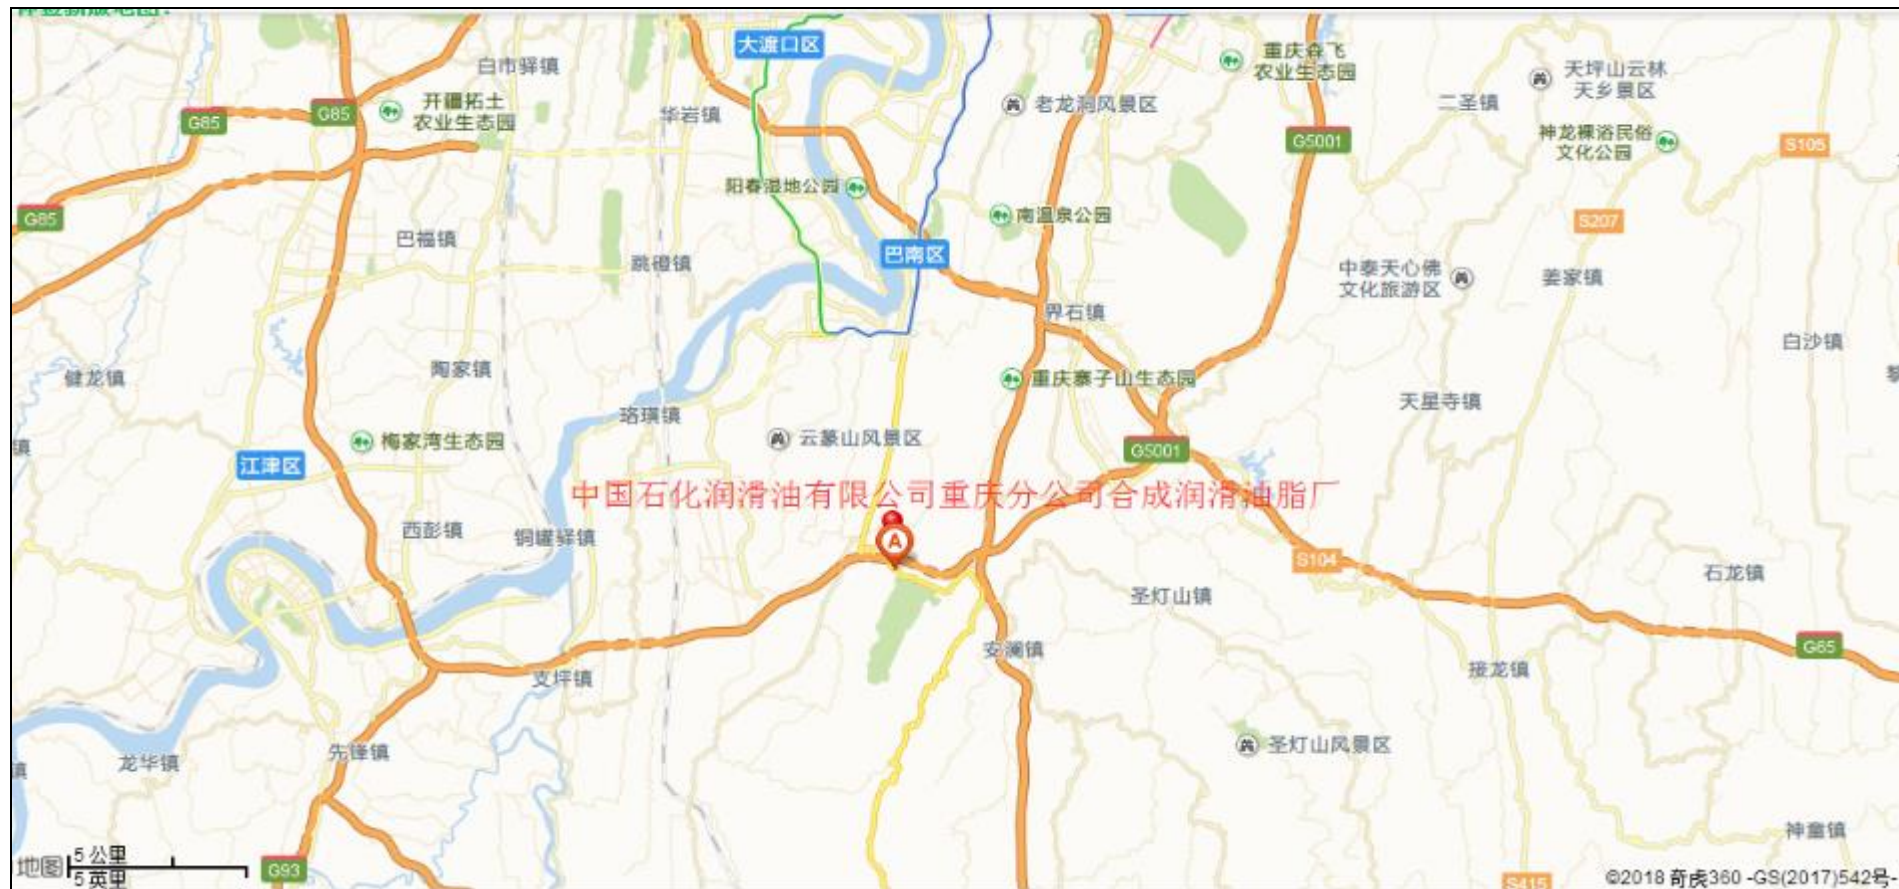 大渡口区
白市驿镇
重庆森飞
农业生态园
天坪山云林
天乡景区
开疆拓土
农业生态园
G85
G85
华岩镇
老龙洞风景区
二圣镇
G5001
神龙裸浴民俗
文化公园
S105
阳春湿地公园
南温泉公园
G85
S207
巴福镇
跳磴镇
巴南区
中泰天心佛
文化旅游区
姜家镇
界石镇
白沙镇
健龙镇
陶家镇
重庆寨子山生态园
珞璜镇
天星寺镇
梅家湾生态园
云篆山风景区
镇
江津区
G5001
中国石化润滑油有限公司重庆分公司合成润滑油脂厂
西彭镇
铜罐驿镇
A
S104
石龙镇
圣灯山镇
安澜镇
G65
支坪镇
接龙镇
圣灯山风景区
先锋镇
龙华镇
镇
神童镇
地图
5 公里
5 英里
G93
S415
©2018 奇虎360 -GS(2017)542号-